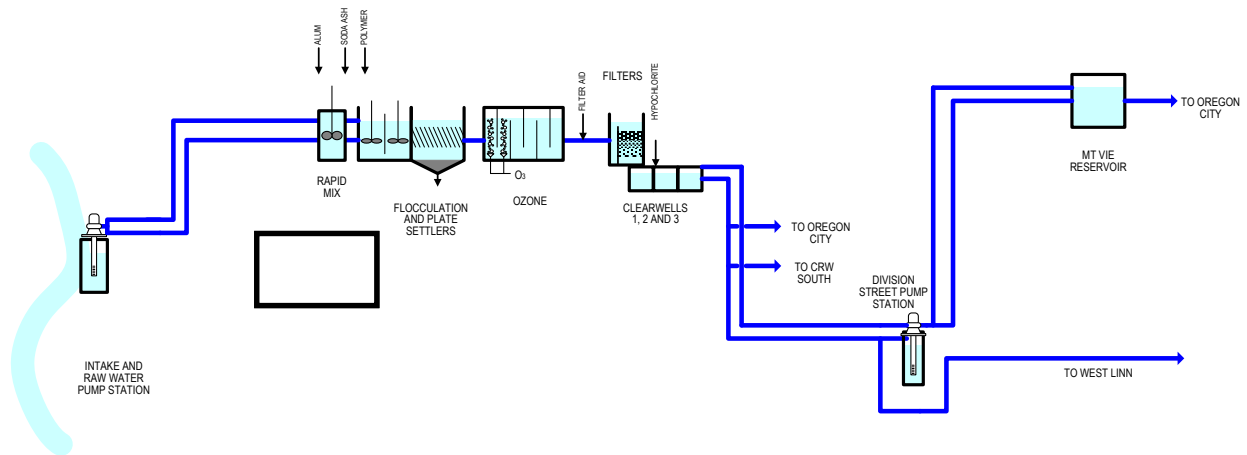 ALUM
SODA ASH
POLYMER
FILTER AID
FILTERS
HYPOCHLORITE
RAPID
MIX
O3
OZONE
FLOCCULATION
AND PLATE
SETTLERS
CLEARWELLS
1, 2 AND 3
TO OREGON
CITY
MT VIE
RESERVOIR
TO OREGON
CITY
TO CRW
SOUTH
DIVISION
STREET PUMP
STATION
INTAKE AND
RAW WATER
PUMP STATION
TO WEST LINN